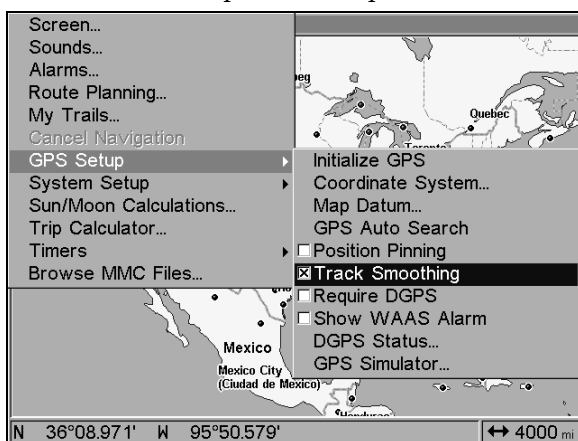 Screen...
Sounds...
Alarms...
Route Planning...
My Trails...
Cancel Navigation
GPS Setup
System Setup
Sun/Moon Calculations...
Trip Calculator...
Timers
Browse MMC Files...
Initialize GPS
Coordinate System...
Map Datum...
GPS Auto Search
Position Pinning
Track Smoothing
Require DGPS
Show WAAS Alarm
DGPS Status...
GPS Simulator...
Quebec
Toronto
Mexico
Mexico City
(Ciudad de Mexico)
N 36°08.971' W 95°50.579' ↔ 4000 mi